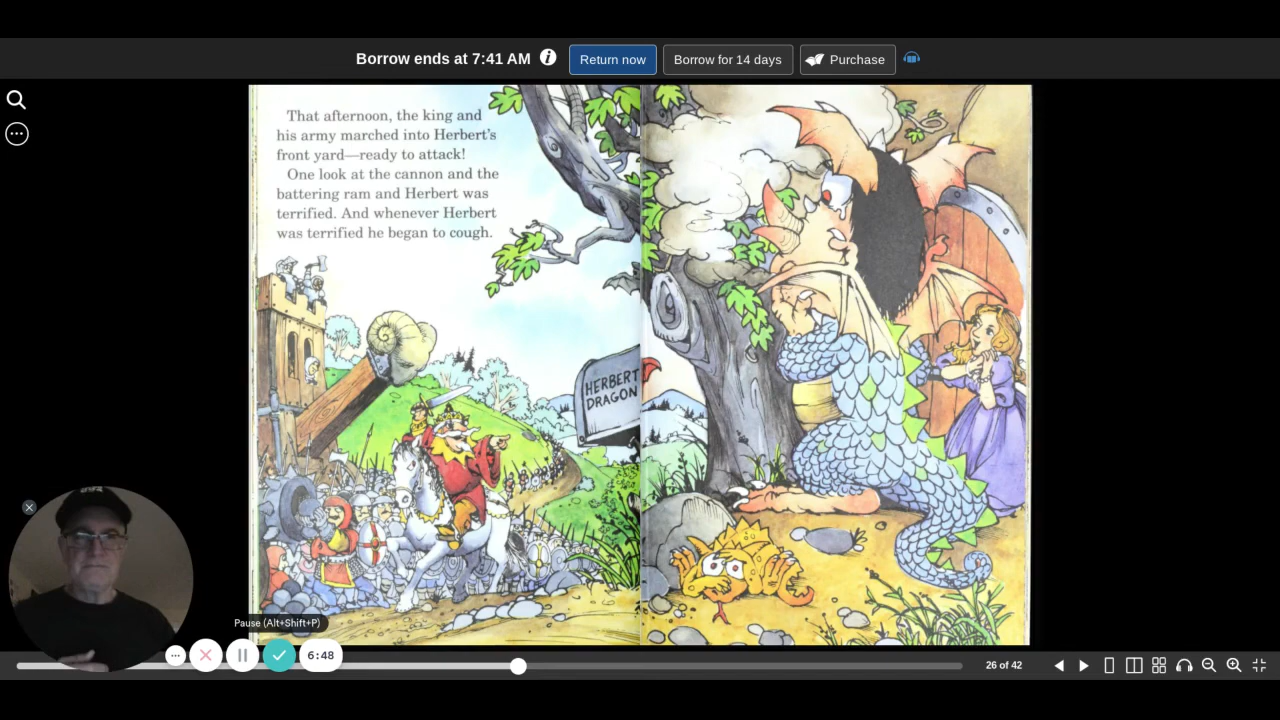 Borrow ends at 7:41 AM
Return now
Borrow for 14 days
Purchase
That afternoon, the king and
his army marched into Herbert's
front yard—ready to attack!
One look at the cannon and the
battering ram and Herbert was
terrified. And whenever Herbert
was terrified he began to cough.
HERBERT
DRAGON
Pause (Alt+Shift+P)
6:48
26 of 42